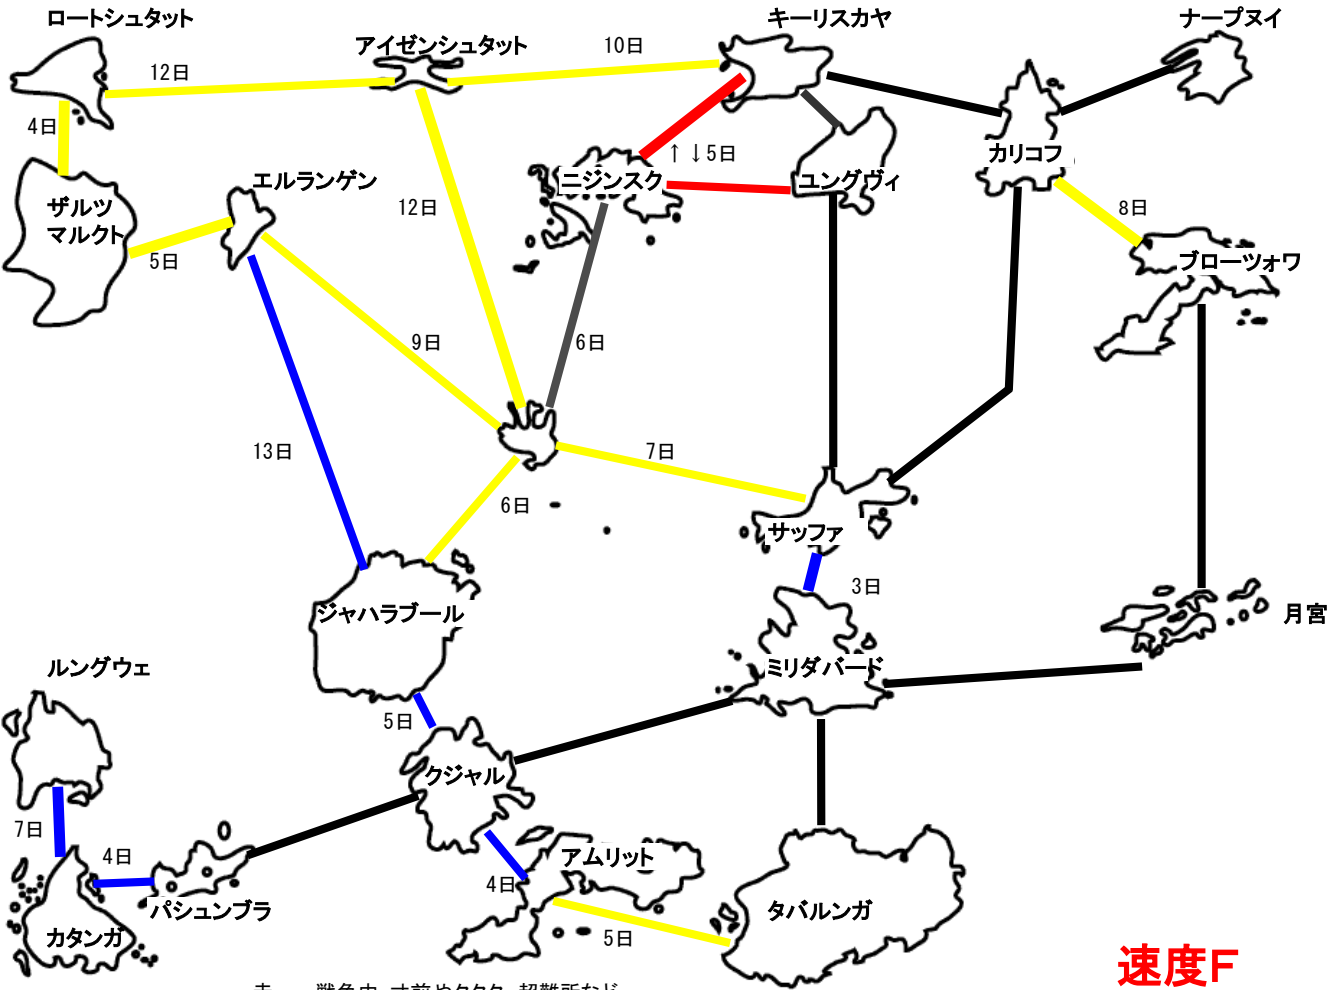 ロートシュタット
キーリスカヤ
ナープヌイ
アイゼンシュタット
10日
12日
4日
↑ ↓5日
カリコフ
エルランゲン
ニジンスク
ユングヴィ
ザルツ
マルクト
12日
8日
5日
ブローツォワ
9日
6日
13日
7日
6日
サッファ
3日
ジャハラブール
月宮
ルングウェ
ミリダバード
5日
クジャル
7日
4日
アムリット
4日
パシュンブラ
タバルンガ
カタンガ
5日
速度F